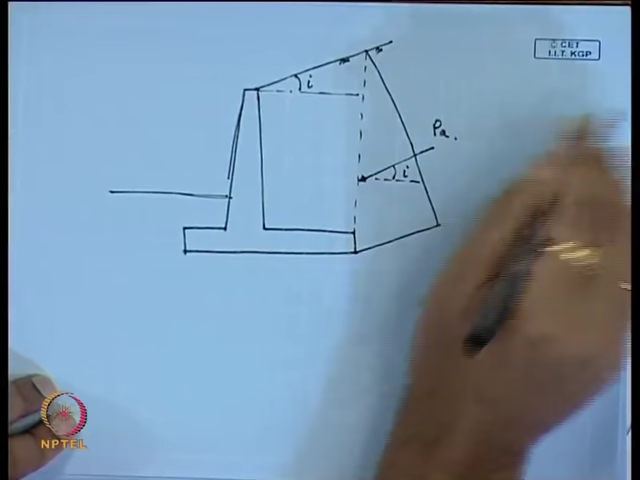 © CET
I.I.T. KGP
i
Pa.
i
NPTEL